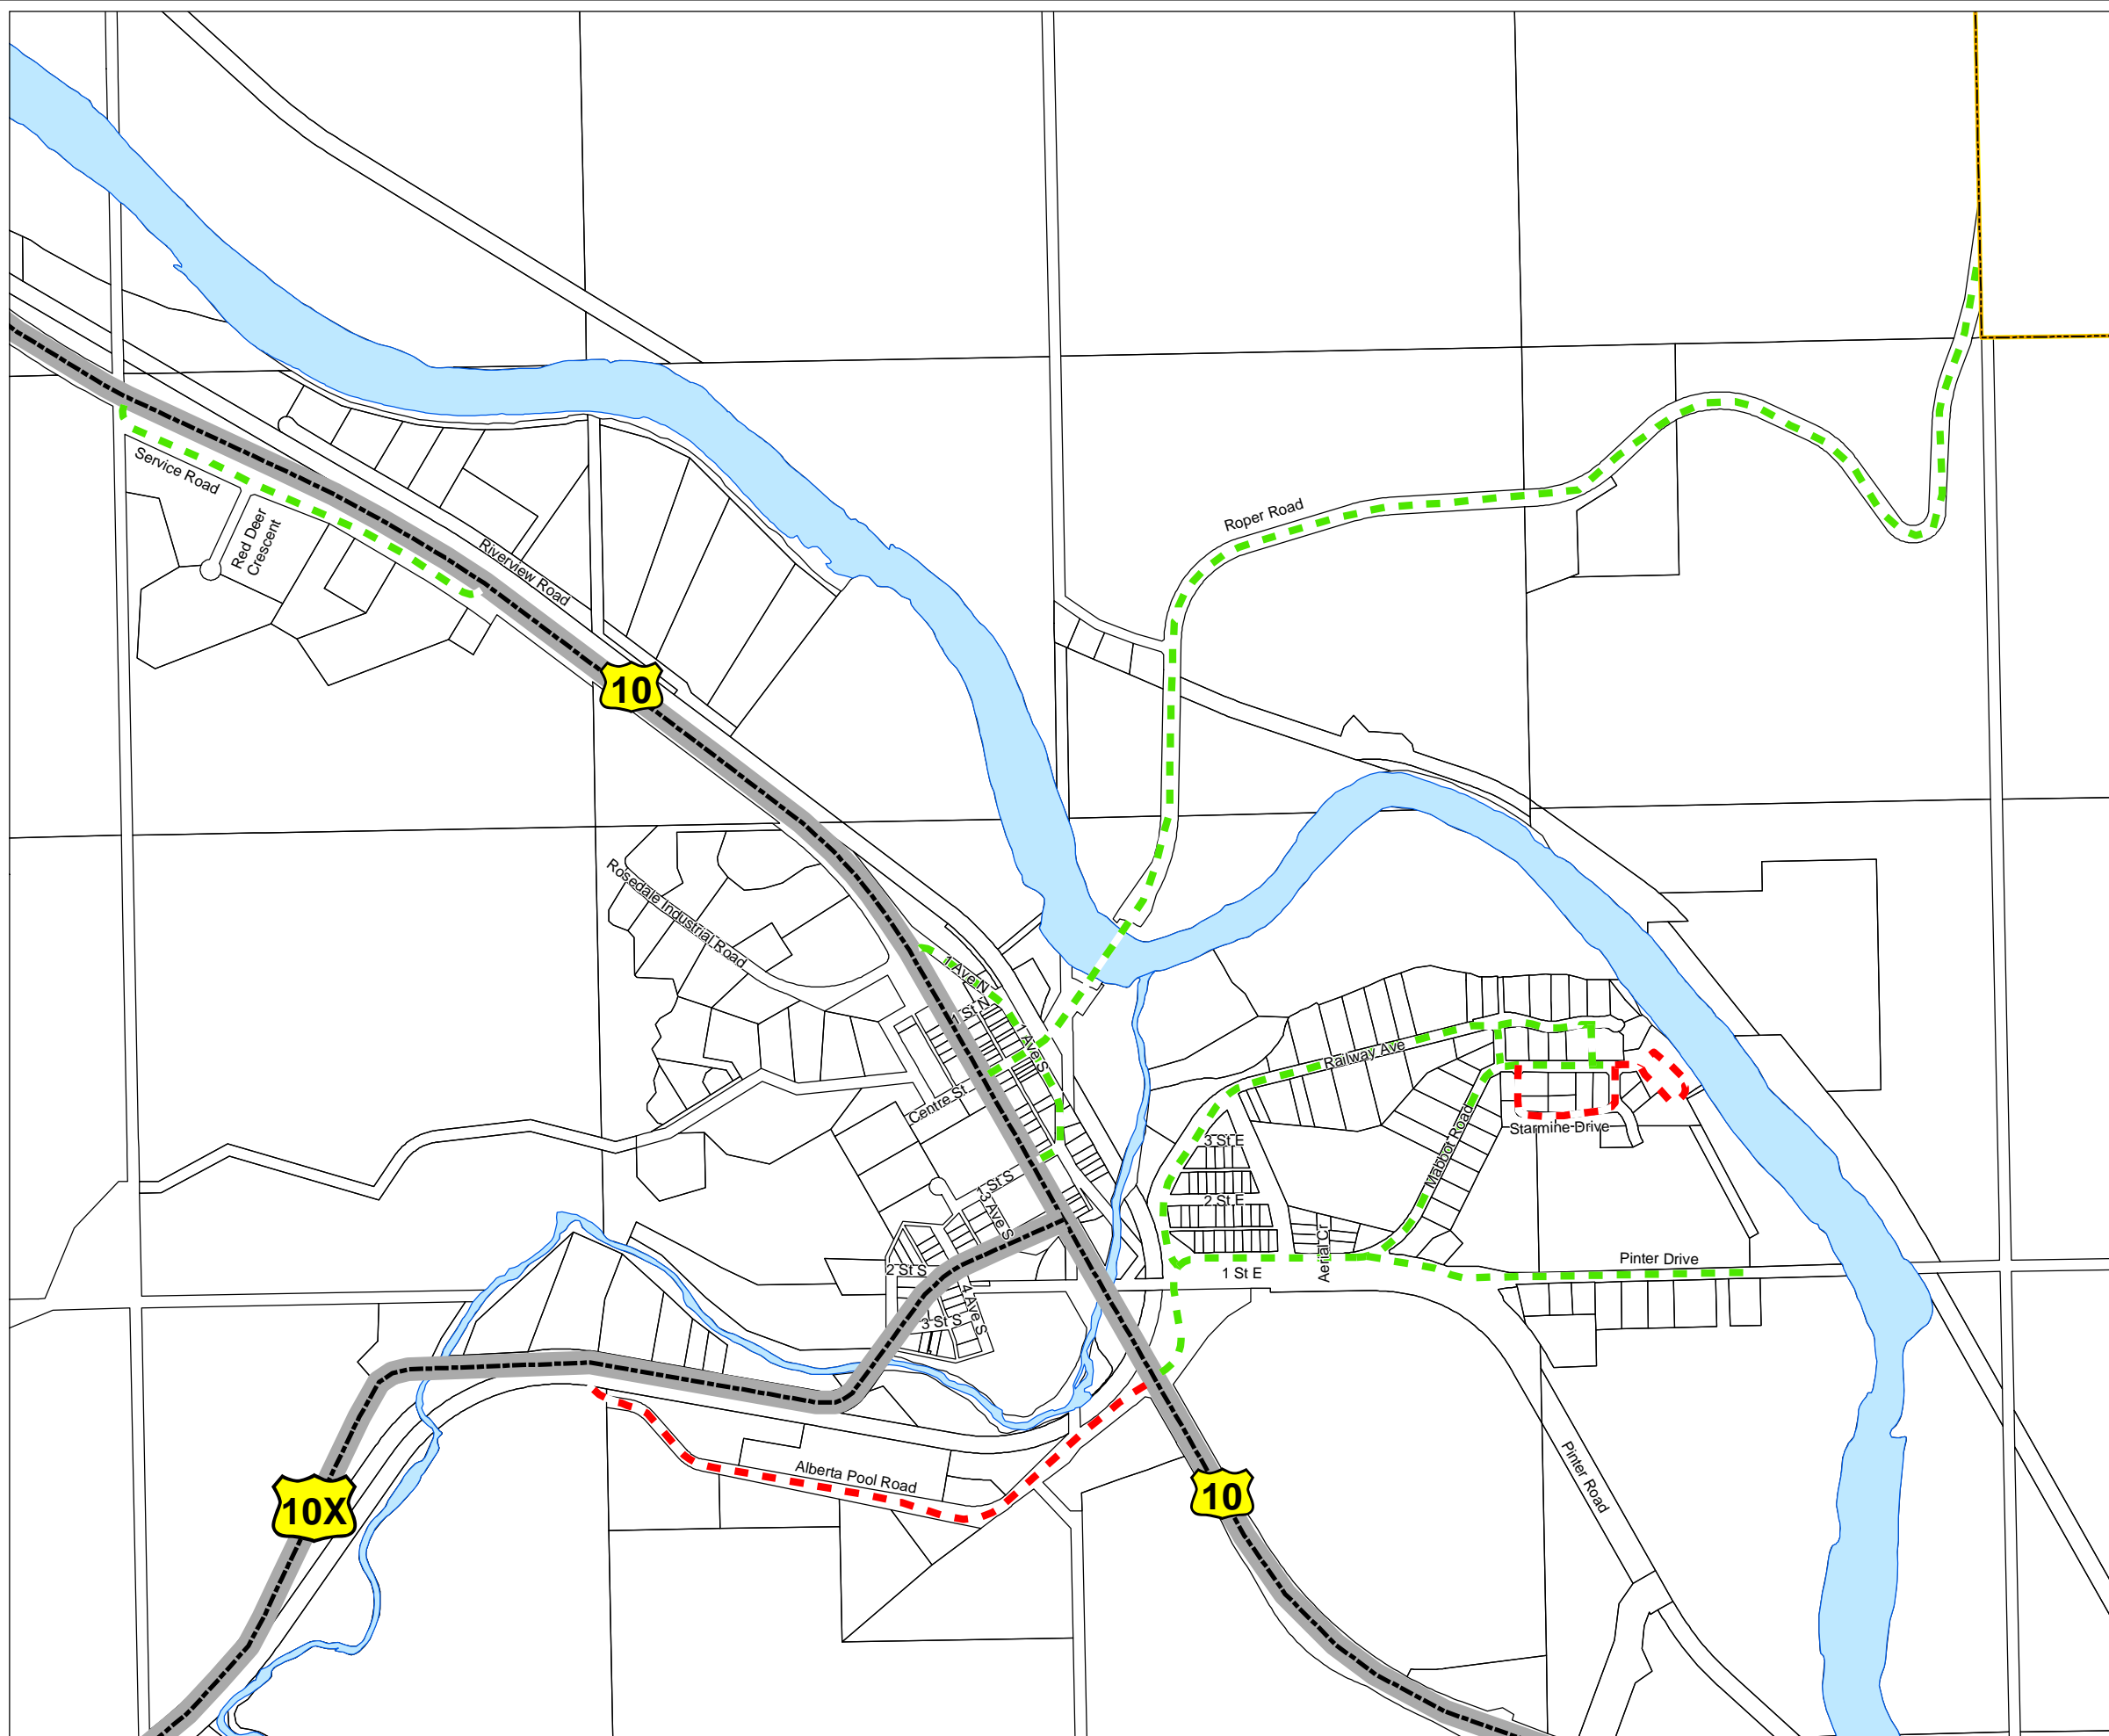 Service Road
Red Deer
Crescent
Roper Road
Riverview Road
10
Rosedale Industrial Road
1 Ave N
St N
1 Ave S
Railway Ave
Centre St
Starmine Drive
Mabbot Road
3 St E
1 St S
3 Ave S
2 St E
Aerial Cr
Pinter Drive
2 St S
1 St E
4 Ave S
3 St S
Alberta Pool Road
Pinter Road
10X
10